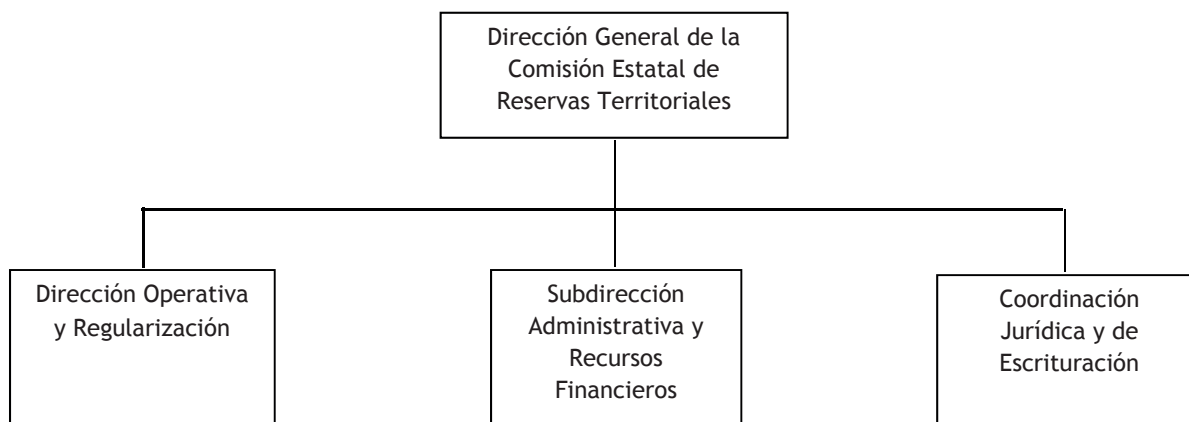 Dirección General de la
Comisión Estatal de
Reservas Territoriales
Dirección Operativa
y Regularización
Subdirección
Administrativa y
Recursos
Financieros
Coordinación
Jurídica y de
Escrituración